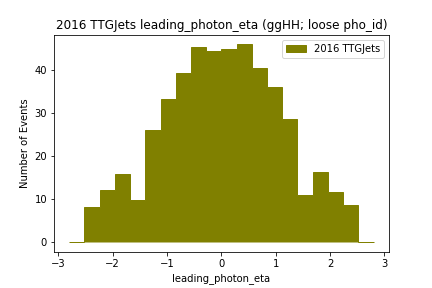 2016 TTGJets leading_photon_eta (ggHH; loose pho_id)
2016 TTGJets
Number of Events
40
30
20
10
0
−3 −2 −1 0 1 2 3
leading_photon_eta